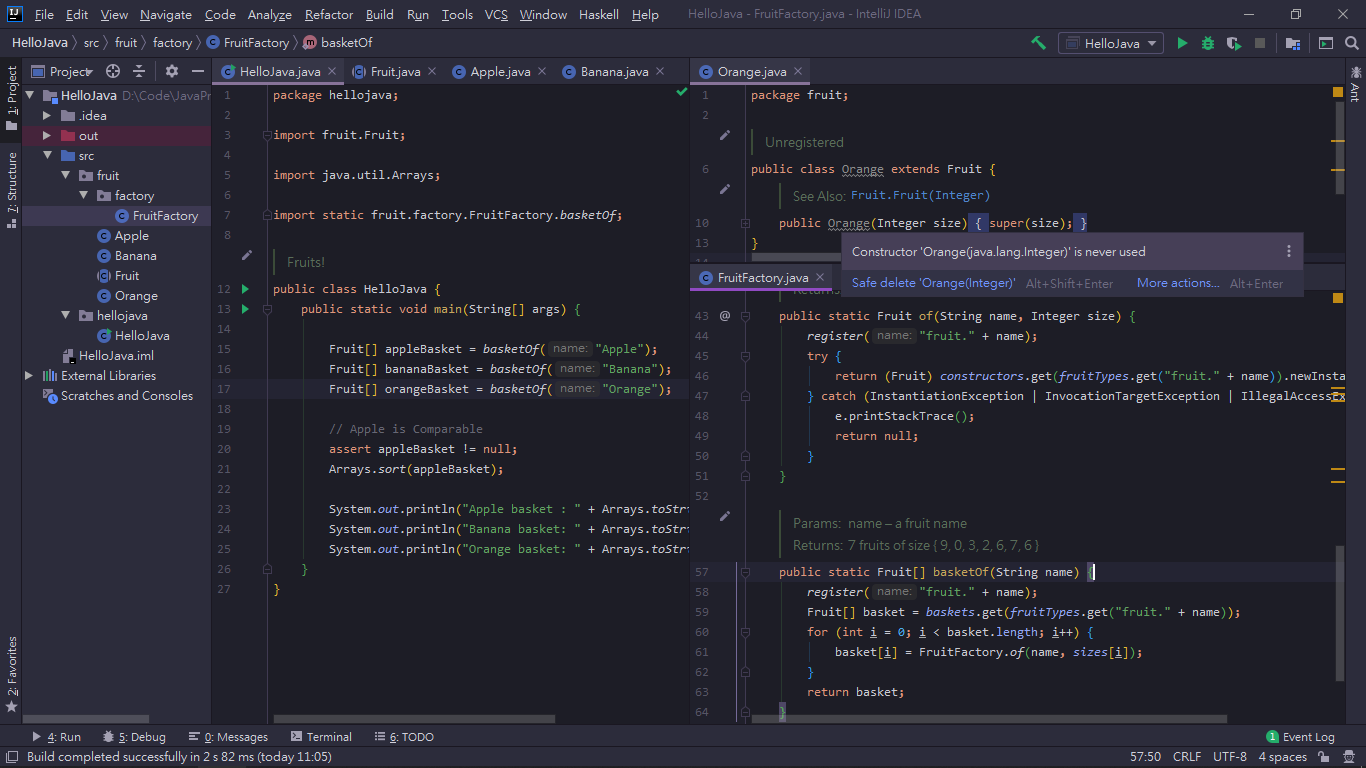 File Edit View Navigate Code Analyze Refactor Build Run Tools VCS Window Haskell Help HelloJava - FruitFactory.java - IntelliJ IDEA
HelloJava src fruit factory FruitFactory basketOf HelloJava
1: Project
7: Structure
2: Favorites
Project
HelloJava D:\Code\JavaPr
.idea
out
src
fruit
factory
FruitFactory
Apple
Banana
Fruit
Orange
hellojava
HelloJava
HelloJava.iml
External Libraries
Scratches and Consoles
HelloJava.java Fruit.java Apple.java Banana.java
1 package hellojava;
2
3 import fruit.Fruit;
4
5 import java.util.Arrays;
6
7 import static fruit.factory.FruitFactory.basketOf;
8
Fruits!
12 public class HelloJava {
13 public static void main(String[] args) {
14
15 Fruit[] appleBasket = basketOf( name: "Apple");
16 Fruit[] bananaBasket = basketOf( name: "Banana");
17 Fruit[] orangeBasket = basketOf( name: "Orange");
18
19 // Apple is Comparable
20 assert appleBasket != null;
21 Arrays.sort(appleBasket);
22
23 System.out.println("Apple basket : " + Arrays.toStr
24 System.out.println("Banana basket: " + Arrays.toStr
25 System.out.println("Orange basket: " + Arrays.toStr
26 }
27 }
Orange.java
1 package fruit;
2
Unregistered
6 public class Orange extends Fruit {
See Also: Fruit.Fruit(Integer)
10 public Orange(Integer size) { super(size); }
13 }
Constructor 'Orange(java.lang.Integer)' is never used
Safe delete 'Orange(Integer)' Alt+Shift+Enter More actions... Alt+Enter
FruitFactory.java
43 @ public static Fruit of(String name, Integer size) {
44 register( name: "fruit." + name);
45 try {
46 return (Fruit) constructors.get(fruitTypes.get("fruit." + name)).newInsta
47 } catch (InstantiationException | InvocationTargetException | IllegalAccessEx
48 e.printStackTrace();
49 return null;
50 }
51 }
52
Params: name – a fruit name
Returns: 7 fruits of size { 9, 0, 3, 2, 6, 7, 6 }
57 public static Fruit[] basketOf(String name) {
58 register( name: "fruit." + name);
59 Fruit[] basket = baskets.get(fruitTypes.get("fruit." + name));
60 for (int i = 0; i < basket.length; i++) {
61 basket[i] = FruitFactory.of(name, sizes[i]);
62 }
63 return basket;
64 }
Ant
4: Run 5: Debug 0: Messages Terminal 6: TODO 1 Event Log
Build completed successfully in 2 s 82 ms (today 11:05) 57:50 CRLF UTF-8 4 spaces